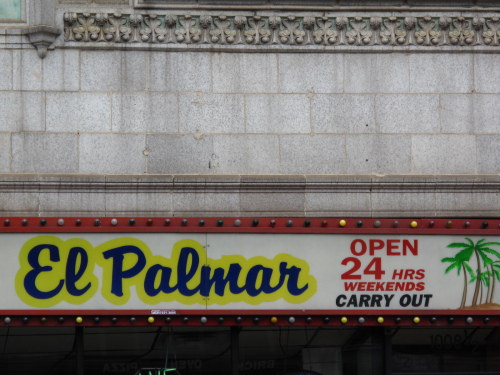 El Palmar
OPEN
24 HRS
WEEKENDS
CARRY OUT